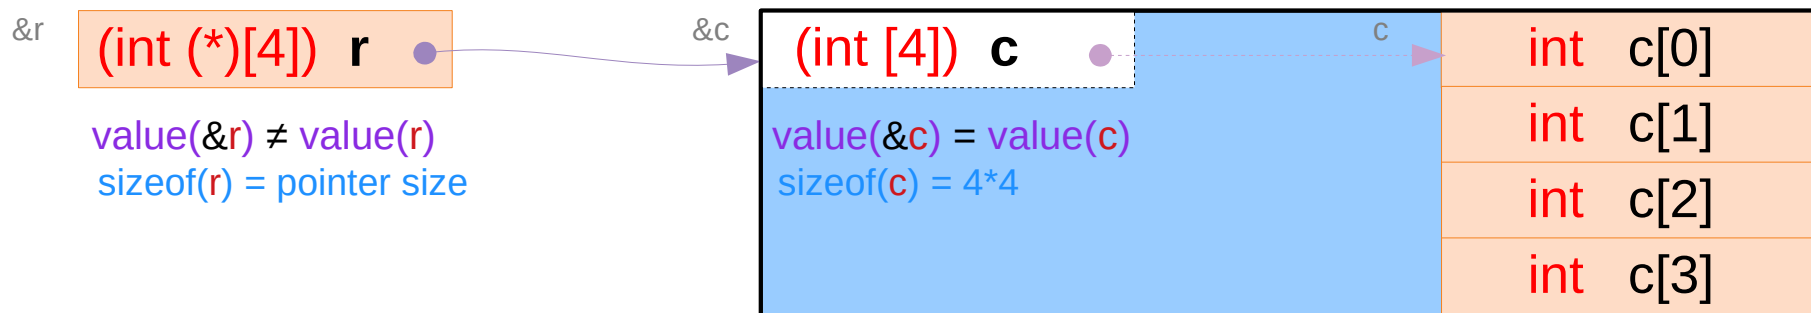 &r
(int (*)[4]) r
value(&r) ≠ value(r)
sizeof(r) = pointer size
&c
(int [4]) c
value(&c) = value(c)
sizeof(c) = 4*4
c
int c[0]
int c[1]
int c[2]
int c[3]